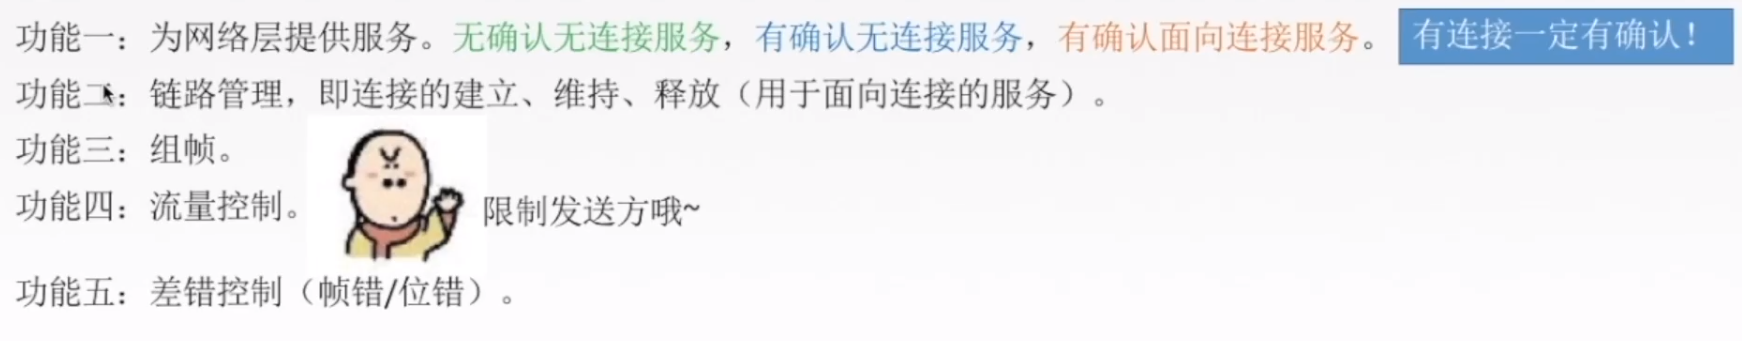 功能一：为网络层提供服务。无确认无连接服务，有确认无连接服务，有确认面向连接服务。 有连接一定有确认！
功能二：链路管理，即连接的建立、维持、释放（用于面向连接的服务）。
功能三：组帧。
功能四：流量控制。 限制发送方哦~
功能五：差错控制（帧错/位错）。